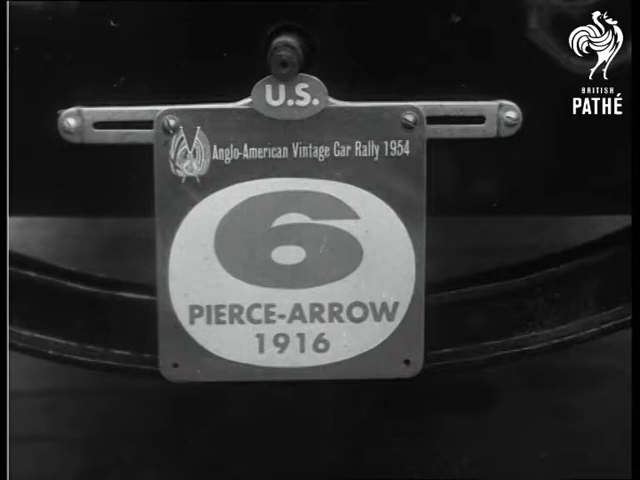 U.S.
Anglo-American Vintage Car Rally 1954
6
PIERCE-ARROW
1916
BRITISH
PATHÉ